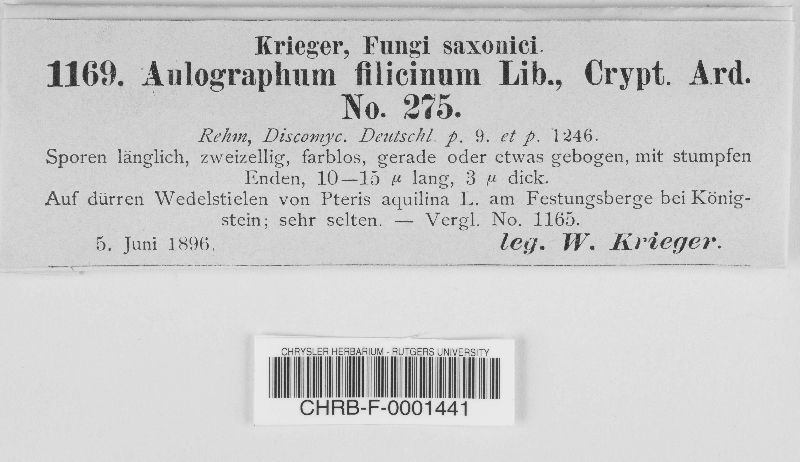 Krieger, Fungi saxonici.
1169. Aulographum filicinum Lib., Crypt. Ard.
No. 275.
Rehm, Discomyc. Deutschl. p. 9. et p. 1246.
Sporen länglich, zweizellig, farblos, gerade oder etwas gebogen, mit stumpfen
Enden, 10—15 µ lang, 3 µ dick.
Auf dürren Wedelstielen von Pteris aquilina L. am Festungsberge bei König-
stein; sehr selten. — Vergl. No. 1165.
5. Juni 1896. leg. W. Krieger.
CHRYSLER HERBARIUM - RUTGERS UNIVERSITY
CHRB-F-0001441